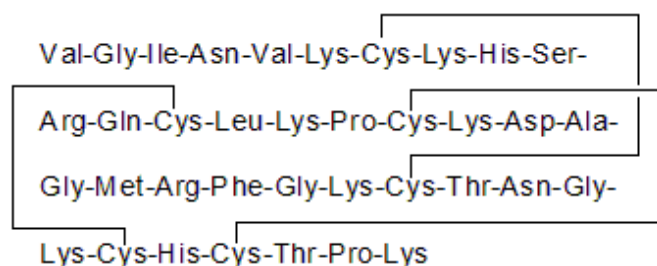 Val-Gly-Ile-Asn-Val-Lys-Cys-Lys-His-Ser-
Arg-Gln-Cys-Leu-Lys-Pro-Cys-Lys-Asp-Ala-
Gly-Met-Arg-Phe-Gly-Lys-Cys-Thr-Asn-Gly-
Lys-Cys-His-Cys-Thr-Pro-Lys